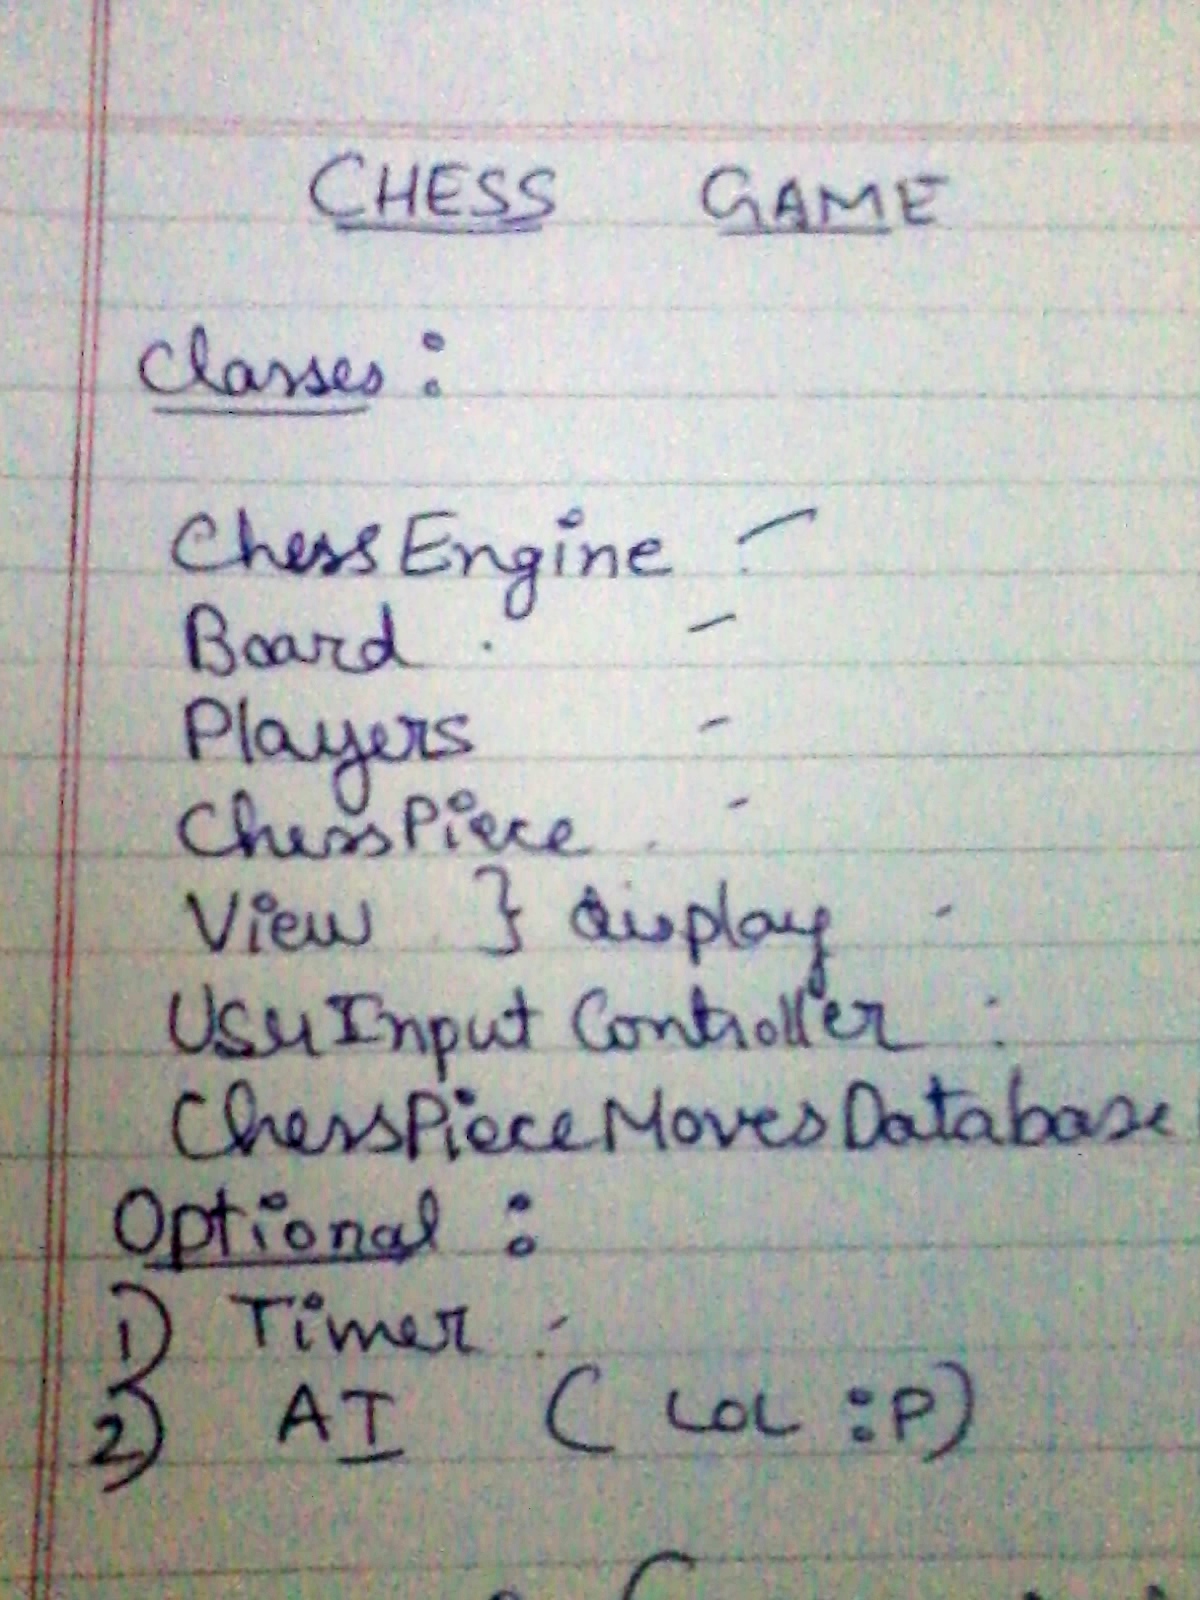 CHESS GAME
Classes :
ChessEngine -
Board -
Players -
ChessPiece -
View } display -
UserInput Controller
ChessPieceMovesDatabase
Optional :
1) Timer
2) AI ( LOL :P)